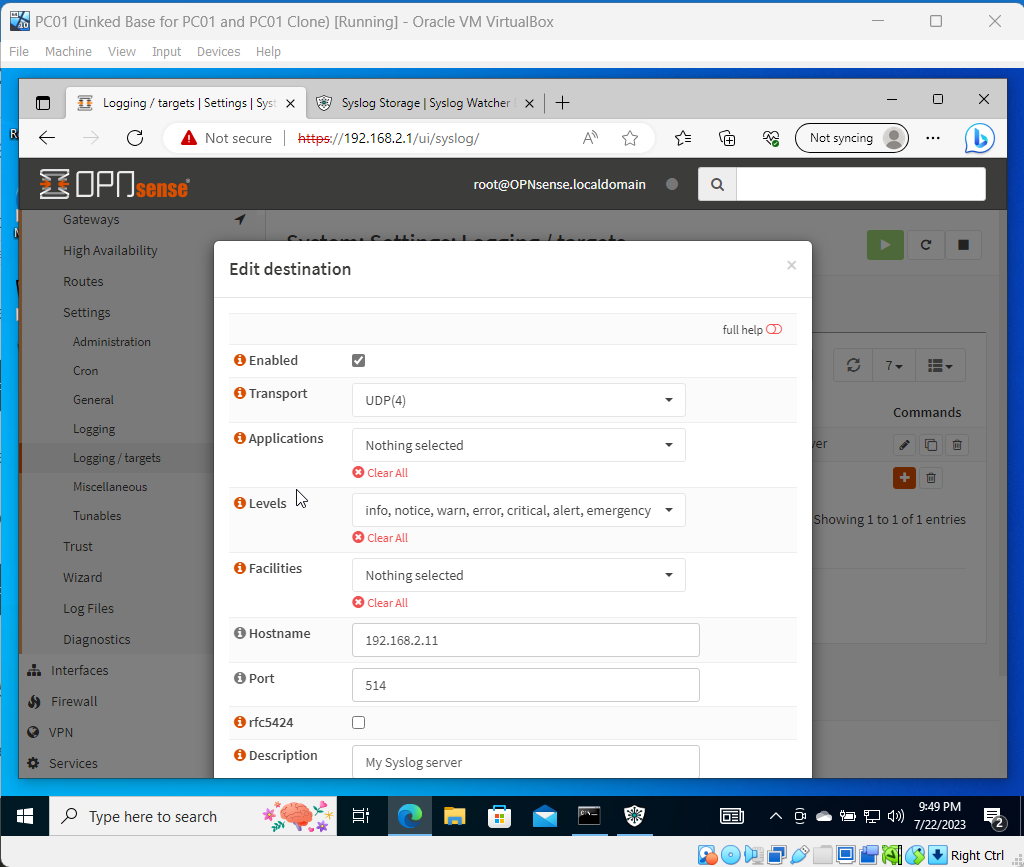 PC01 (Linked Base for PC01 and PC01 Clone) [Running] - Oracle VM VirtualBox
File Machine View Input Devices Help
Logging / targets | Settings | Syst
Syslog Storage | Syslog Watcher
Not secure
https://192.168.2.1/ui/syslog/
Not syncing
OPNsense
root@OPNsense.localdomain
Gateways
High Availability
Routes
Settings
Administration
Cron
General
Logging
Logging / targets
Miscellaneous
Tunables
Trust
Wizard
Log Files
Diagnostics
Interfaces
Firewall
VPN
Services
System: Settings: Logging / targets
7
Commands
ver
Showing 1 to 1 of 1 entries
Edit destination
×
full help
Enabled
Transport
UDP(4)
Applications
Nothing selected
Clear All
Levels
info, notice, warn, error, critical, alert, emergency
Clear All
Facilities
Nothing selected
Clear All
Hostname
192.168.2.11
Port
514
rfc5424
Description
My Syslog server
Type here to search
9:49 PM
7/22/2023
2
Right Ctrl